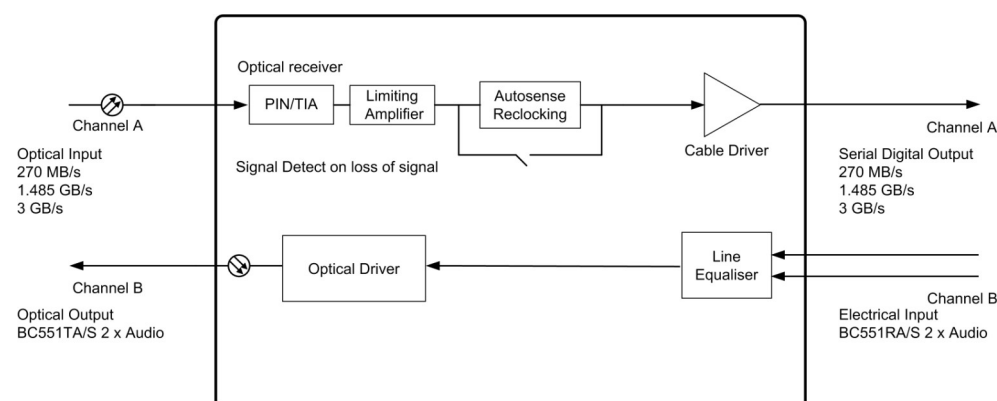 Optical receiver
PIN/TIA
Limiting
Amplifier
Autosense
Reclocking
Channel A
Channel A
Cable Driver
Optical Input
270 MB/s
1.485 GB/s
3 GB/s
Signal Detect on loss of signal
Serial Digital Output
270 MB/s
1.485 GB/s
3 GB/s
Optical Driver
Line
Equaliser
Channel B
Channel B
Optical Output
BC551TA/S 2 x Audio
Electrical Input
BC551RA/S 2 x Audio